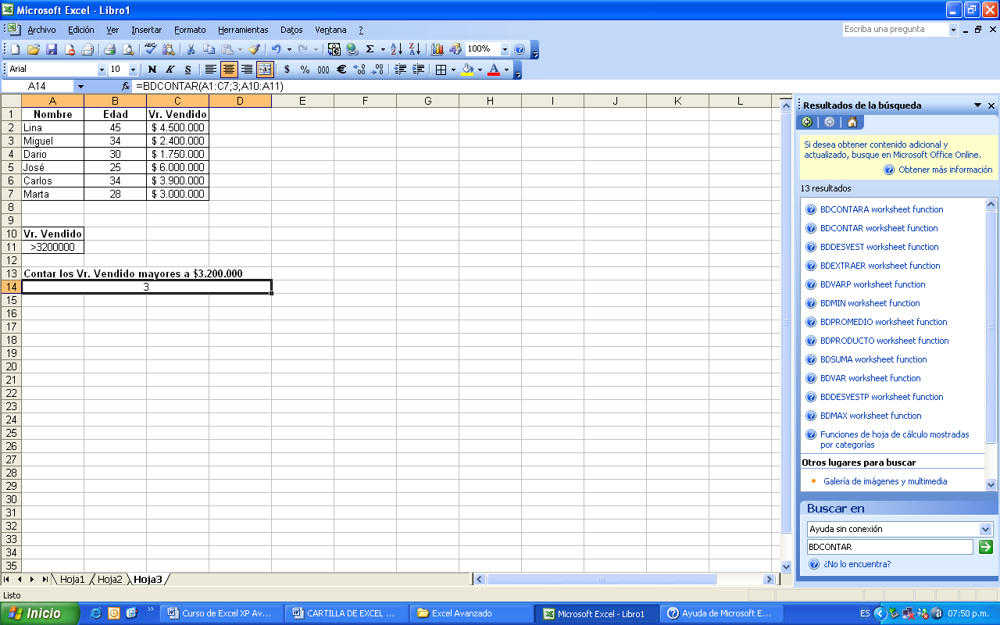 Microsoft Excel - Libro1
Archivo Edición Ver Insertar Formato Herramientas Datos Ventana ? Escriba una pregunta
100%
Arial 10 N K S $ % 000 €
A14 fx =BDCONTAR(A1:C7;3;A10:A11)
A B C D E F G H I J K L
1 Nombre Edad Vr. Vendido
2 Lina 45 $ 4.500.000
3 Miguel 34 $ 2.400.000
4 Dario 30 $ 1.750.000
5 José 25 $ 6.000.000
6 Carlos 34 $ 3.900.000
7 Marta 28 $ 3.000.000
8
9
10 Vr. Vendido
11 >3200000
12
13 Contar los Vr. Vendido mayores a $3.200.000
14 3
15
16
17
18
19
20
21
22
23
24
25
26
27
28
29
30
31
32
33
34
35
Hoja1 Hoja2 Hoja3
Listo
Resultados de la búsqueda
Si desea obtener contenido adicional y
actualizado, busque en Microsoft Office Online.
Obtener más información
13 resultados
BDCONTARA worksheet function
BDCONTAR worksheet function
BDDESVEST worksheet function
BDEXTRAER worksheet function
BDVARP worksheet function
BDMIN worksheet function
BDPROMEDIO worksheet function
BDPRODUCTO worksheet function
BDSUMA worksheet function
BDVAR worksheet function
BDDESVESTP worksheet function
BDMAX worksheet function
Funciones de hoja de cálculo mostradas
por categorías
Otros lugares para buscar
Galería de imágenes y multimedia
Buscar en
Ayuda sin conexión
BDCONTAR
¿No lo encuentra?
Inicio Curso de Excel XP Av... CARTILLA DE EXCEL ... Excel Avanzado Microsoft Excel - Libro1 Ayuda de Microsoft E... ES 07:50 p.m.